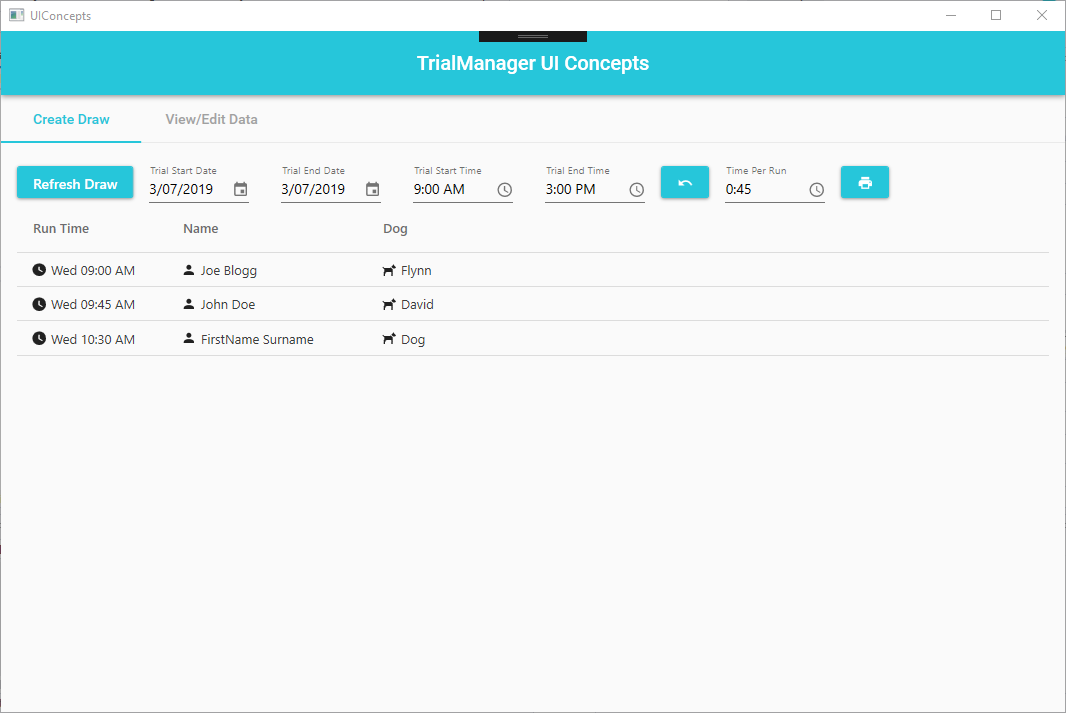 UIConcepts
TrialManager UI Concepts
Create Draw View/Edit Data
Trial Start Date Trial End Date Trial Start Time Trial End Time Time Per Run
Refresh Draw 3/07/2019 3/07/2019 9:00 AM 3:00 PM 0:45
Run Time Name Dog
Wed 09:00 AM Joe Blogg Flynn
Wed 09:45 AM John Doe David
Wed 10:30 AM FirstName Surname Dog